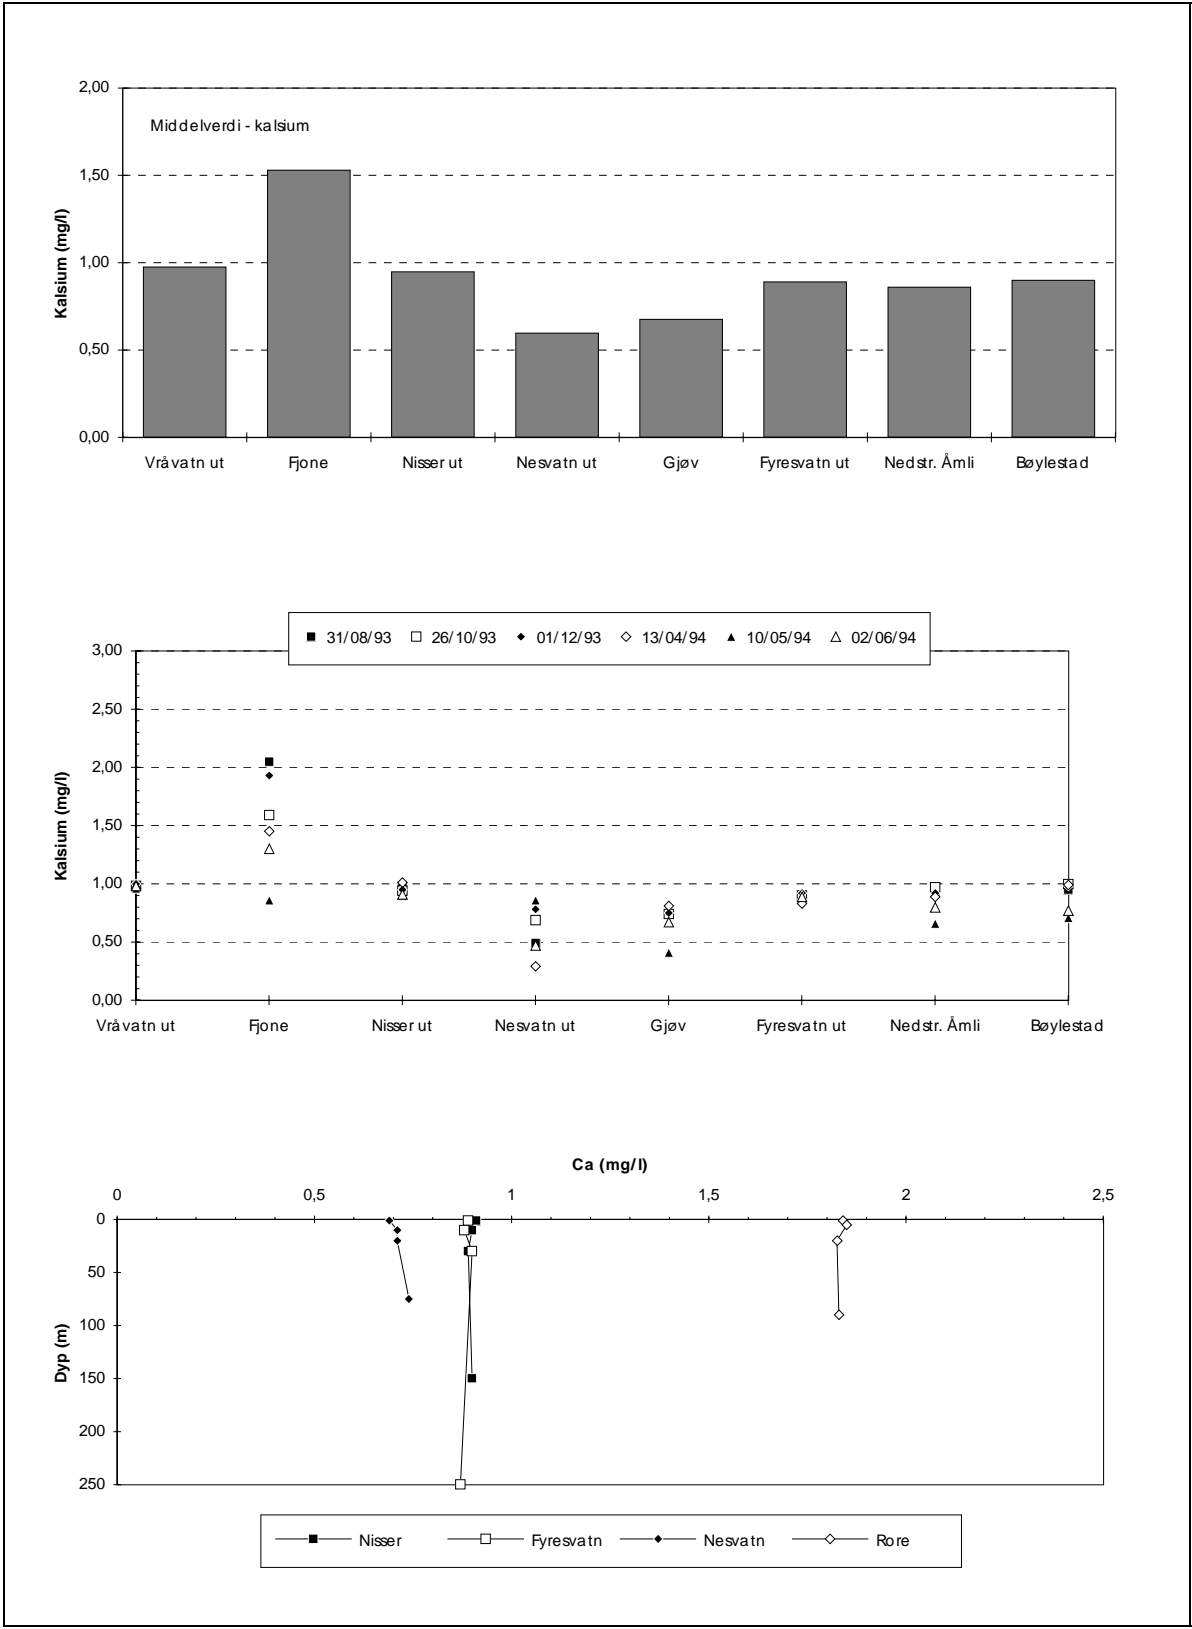 2,00
Middelverdi - kalsium
1,50
1,00
0,50
0,00
Kalsium (mg/l)
Vråvatn ut Fjone Nisser ut Nesvatn ut Gjøv Fyresvatn ut Nedstr. Åmli Bøylestad
31/08/93 26/10/93 01/12/93 13/04/94 10/05/94 02/06/94
3,00
2,50
2,00
1,50
1,00
0,50
0,00
Kalsium (mg/l)
Vråvatn ut Fjone Nisser ut Nesvatn ut Gjøv Fyresvatn ut Nedstr. Åmli Bøylestad
Ca (mg/l)
0 0,5 1 1,5 2 2,5
0
50
100
150
200
250
Dyp (m)
Nisser Fyresvatn Nesvatn Rore